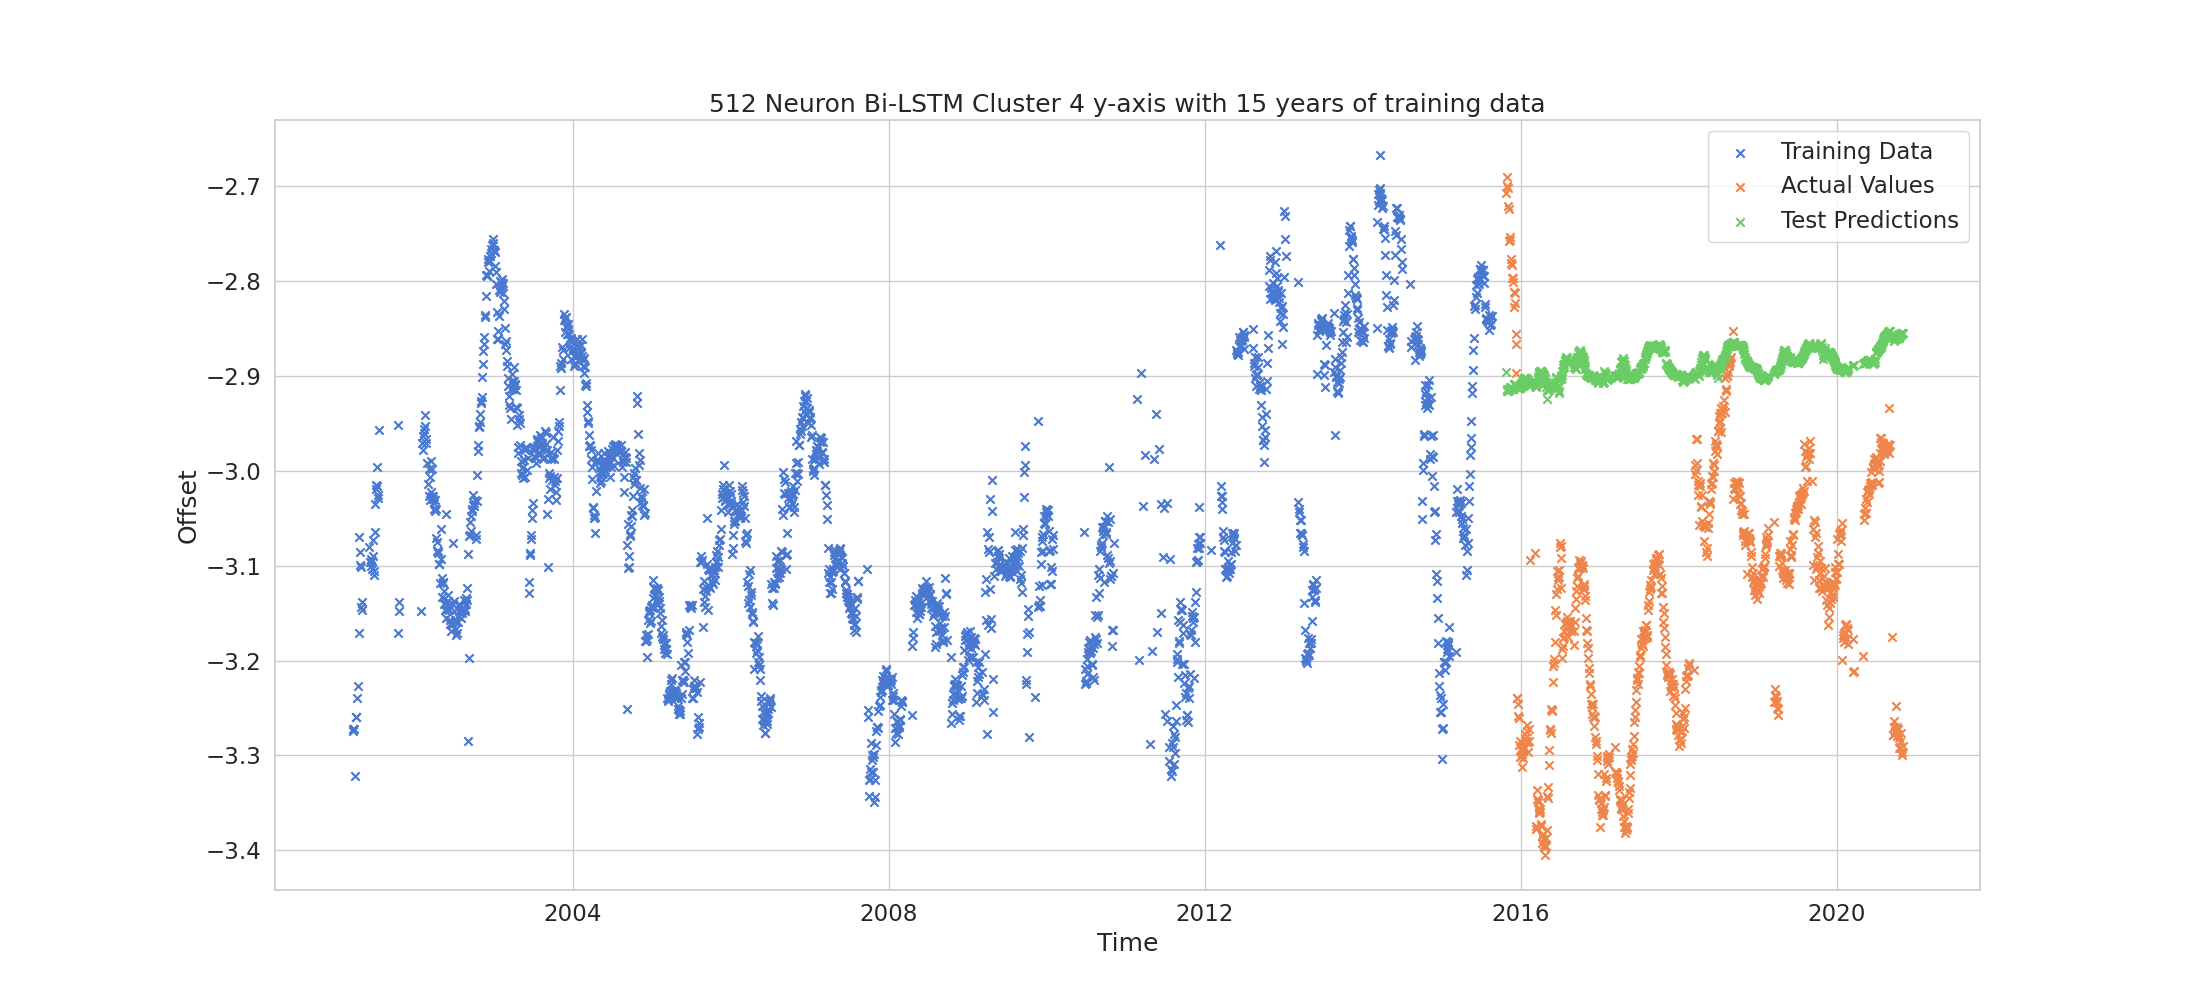 512 Neuron Bi-LSTM Cluster 4 y-axis with 15 years of training data
Training Data
Actual Values
Test Predictions
−2.7
−2.8
−2.9
−3.0
−3.1
−3.2
−3.3
−3.4
Offset
2004
2008
2012
2016
2020
Time